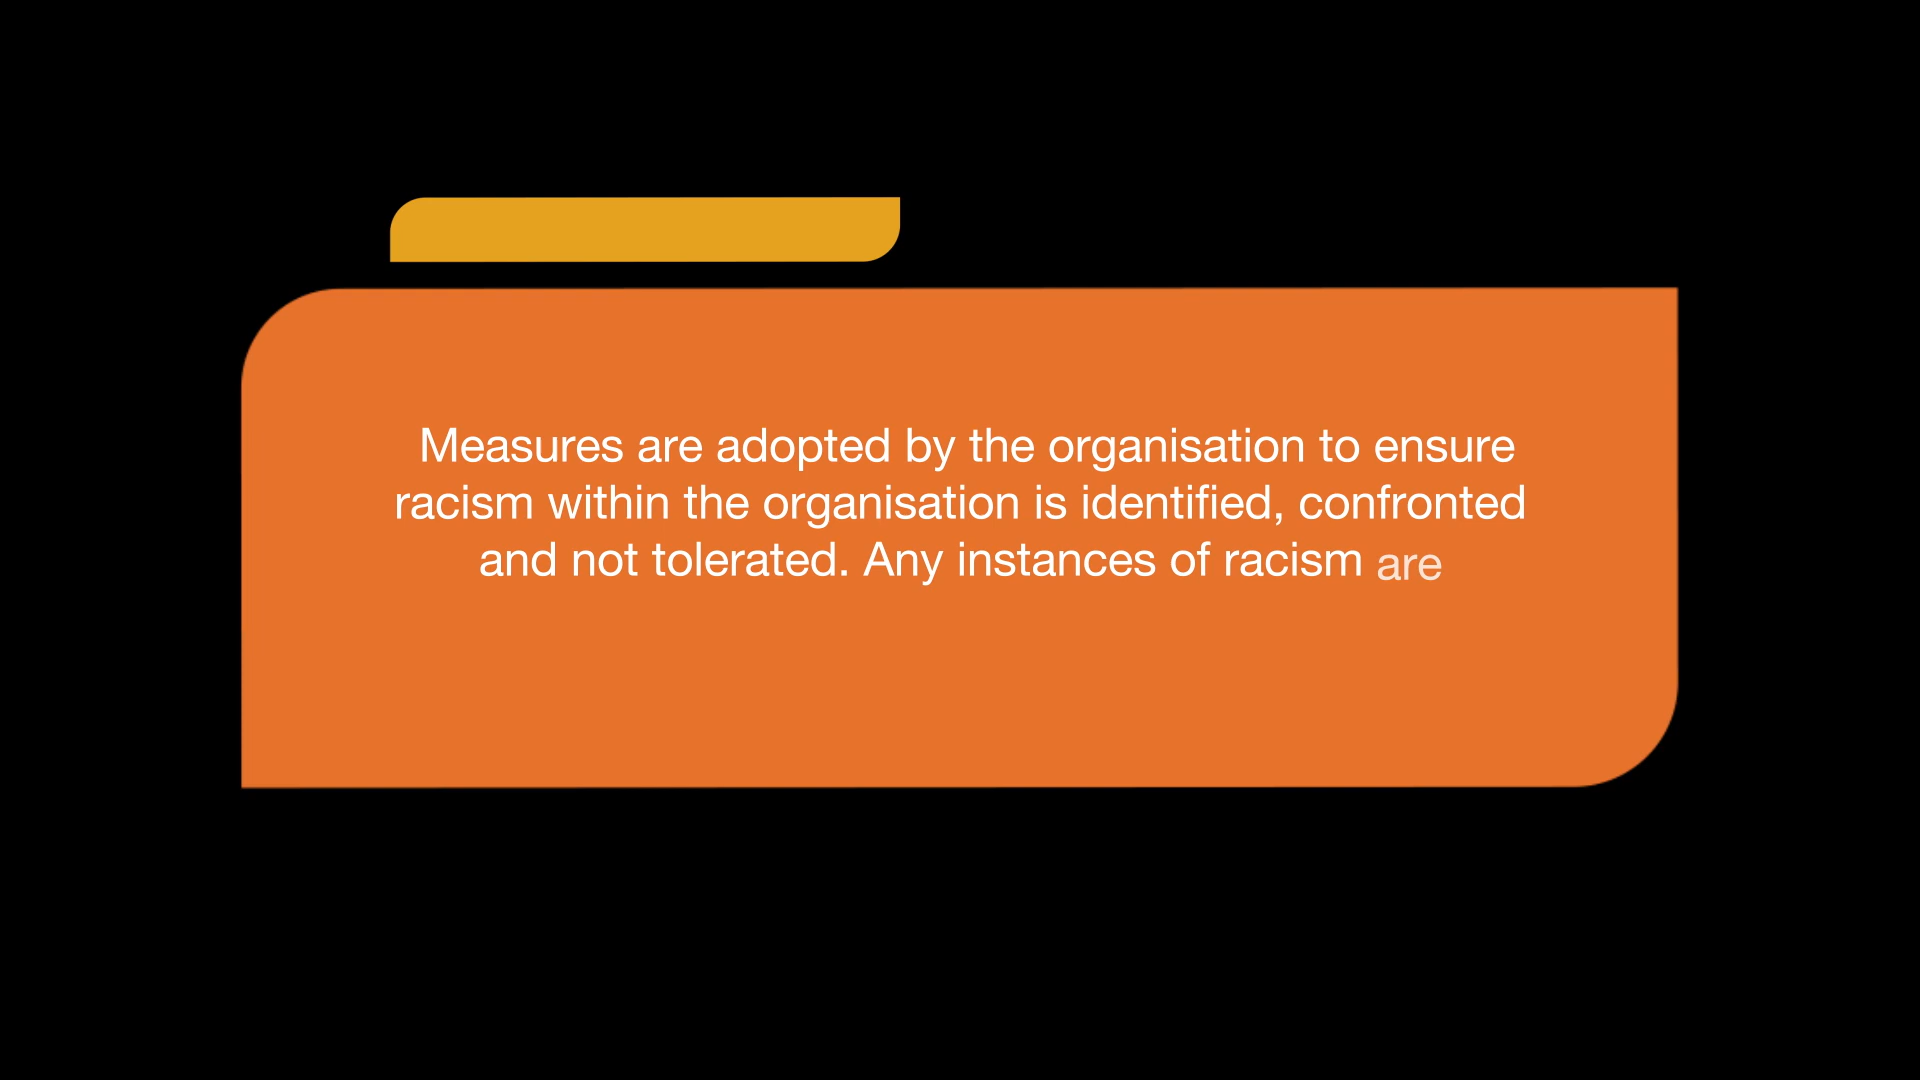 Measures are adopted by the organisation to ensure
racism within the organisation is identified, confronted
and not tolerated. Any instances of racism are